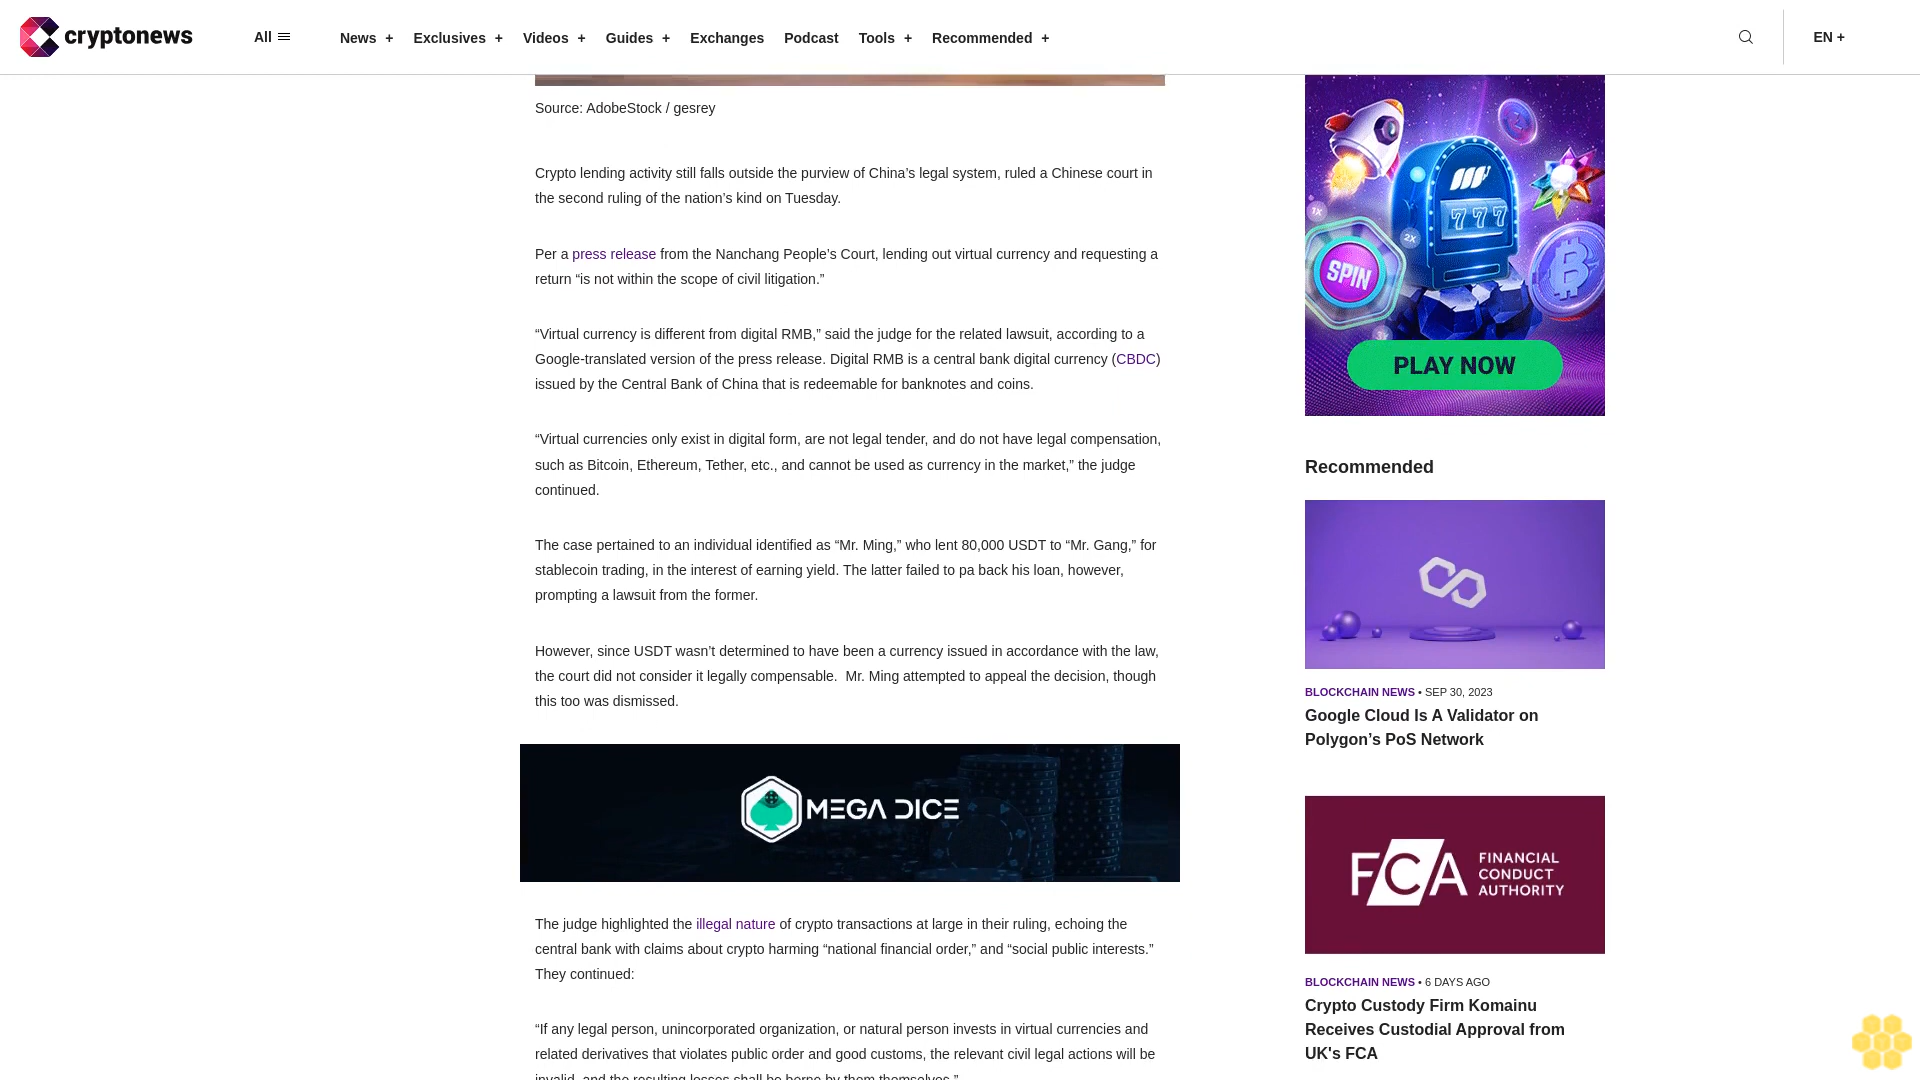 cryptonews
All
News +
Exclusives +
Videos +
Guides +
Exchanges
Podcast
Tools +
Recommended +
EN +
Source: AdobeStock / gesrey
Crypto lending activity still falls outside the purview of China’s legal system, ruled a Chinese court in
the second ruling of the nation’s kind on Tuesday.
Per a press release from the Nanchang People’s Court, lending out virtual currency and requesting a
return “is not within the scope of civil litigation.”
“Virtual currency is different from digital RMB,” said the judge for the related lawsuit, according to a
Google-translated version of the press release. Digital RMB is a central bank digital currency (CBDC)
issued by the Central Bank of China that is redeemable for banknotes and coins.
“Virtual currencies only exist in digital form, are not legal tender, and do not have legal compensation,
such as Bitcoin, Ethereum, Tether, etc., and cannot be used as currency in the market,” the judge
continued.
The case pertained to an individual identified as “Mr. Ming,” who lent 80,000 USDT to “Mr. Gang,” for
stablecoin trading, in the interest of earning yield. The latter failed to pa back his loan, however,
prompting a lawsuit from the former.
However, since USDT wasn’t determined to have been a currency issued in accordance with the law,
the court did not consider it legally compensable.  Mr. Ming attempted to appeal the decision, though
this too was dismissed.
MEGA DICE
The judge highlighted the illegal nature of crypto transactions at large in their ruling, echoing the
central bank with claims about crypto harming “national financial order,” and “social public interests.”
They continued:
“If any legal person, unincorporated organization, or natural person invests in virtual currencies and
related derivatives that violates public order and good customs, the relevant civil legal actions will be
invalid, and the resulting losses shall be borne by them themselves.”
1X
2X
777
SPIN
3X
PLAY NOW
Recommended
BLOCKCHAIN NEWS • SEP 30, 2023
Google Cloud Is A Validator on
Polygon’s PoS Network
FCA FINANCIAL
CONDUCT
AUTHORITY
BLOCKCHAIN NEWS • 6 DAYS AGO
Crypto Custody Firm Komainu
Receives Custodial Approval from
UK's FCA